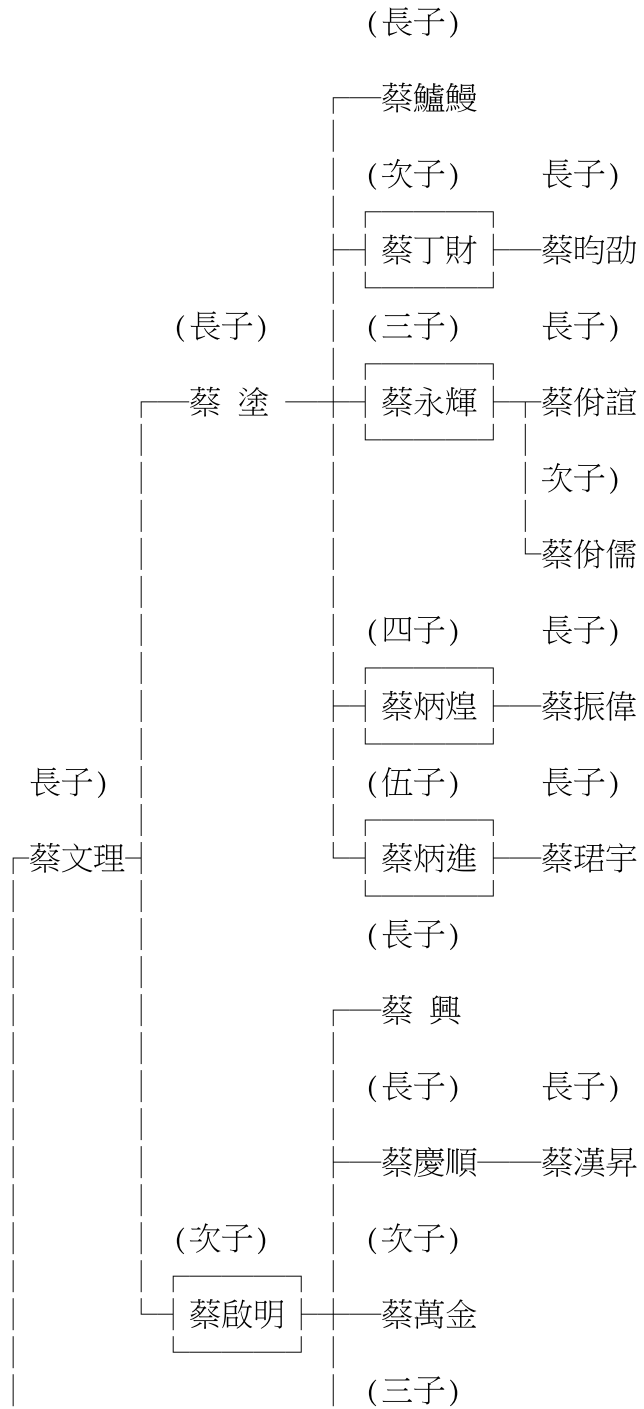 (長子)
蔡鱸鰻
(次子) 長子)
蔡丁財 蔡昀劭
(長子) (三子) 長子)
蔡 塗 蔡永輝 蔡佾諠
次子)
蔡佾儒
(四子) 長子)
蔡炳煌 蔡振偉
長子) (伍子) 長子)
蔡文理 蔡炳進 蔡珺宇
(長子)
蔡 興
(長子) 長子)
蔡慶順 蔡漢昇
(次子) (次子)
蔡啟明 蔡萬金
(三子)